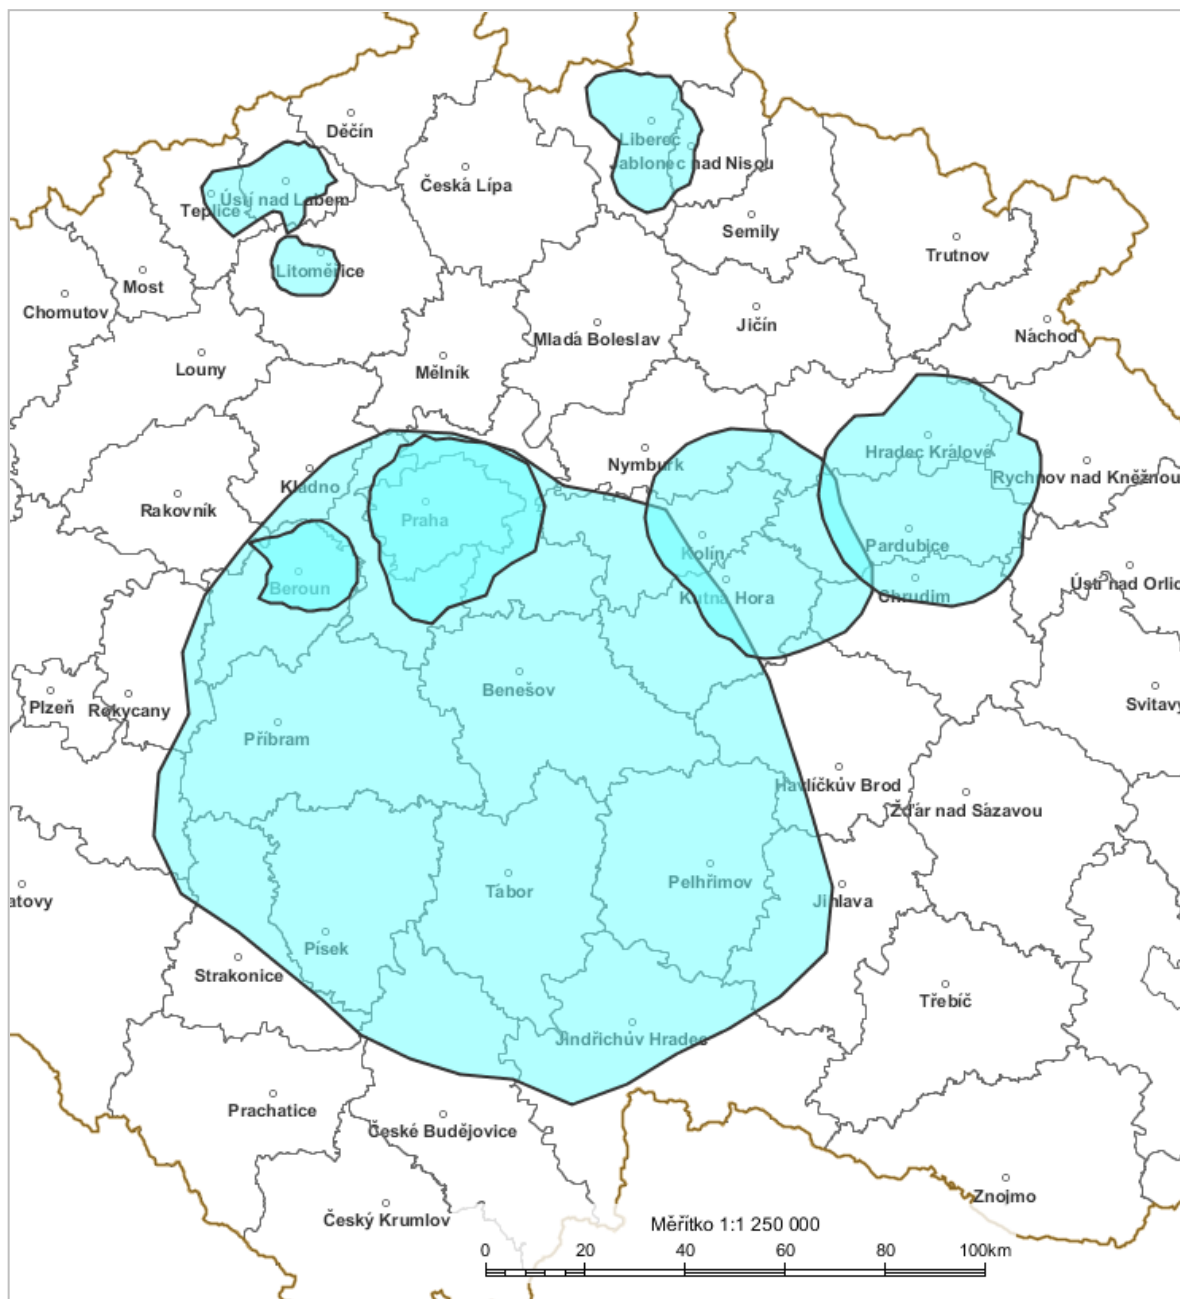 Děčín
Liberec
Jablonec nad Nisou
Česká Lípa
Ústí nad Labem
Teplice
Semily
Trutnov
Litoměřice
Most
Chomutov
Jičín
Náchod
Mladá Boleslav
Louny
Mělník
Hradec Králové
Nymburk
Rychnov nad Kněžnou
Kladno
Rakovník
Praha
Pardubice
Kolín
Ústí nad Orlic
Beroun
Kutná Hora
Chrudim
Benešov
Plzeň
Rokycany
Svitavy
Příbram
Havlíčkův Brod
Žďár nad Sázavou
Pelhřimov
Tábor
Jihlava
atovy
Písek
Strakonice
Třebíč
Jindřichův Hradec
Prachatice
České Budějovice
Znojmo
Český Krumlov
Měřítko 1:1 250 000
0 20 40 60 80 100km